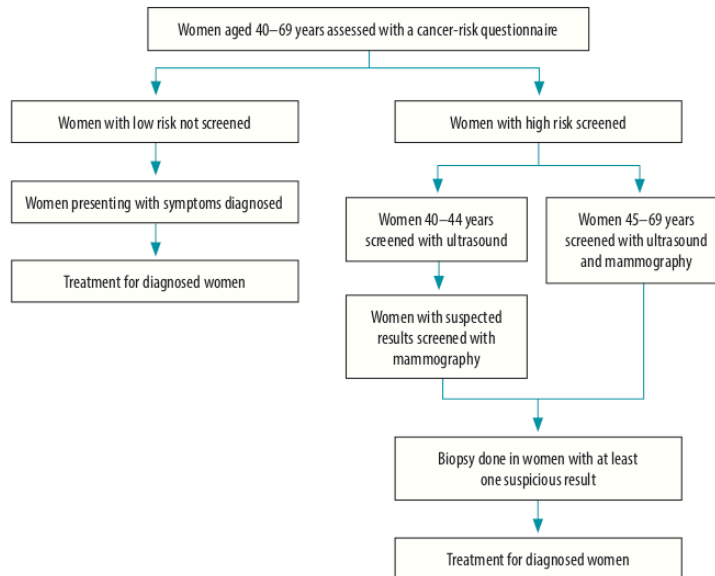 Women aged 40–69 years assessed with a cancer-risk questionnaire
Women with low risk not screened
Women with high risk screened
Women presenting with symptoms diagnosed
Treatment for diagnosed women
Women 40–44 years
screened with ultrasound
Women 45–69 years
screened with ultrasound
and mammography
Women with suspected
results screened with
mammography
Biopsy done in women with at least
one suspicious result
Treatment for diagnosed women